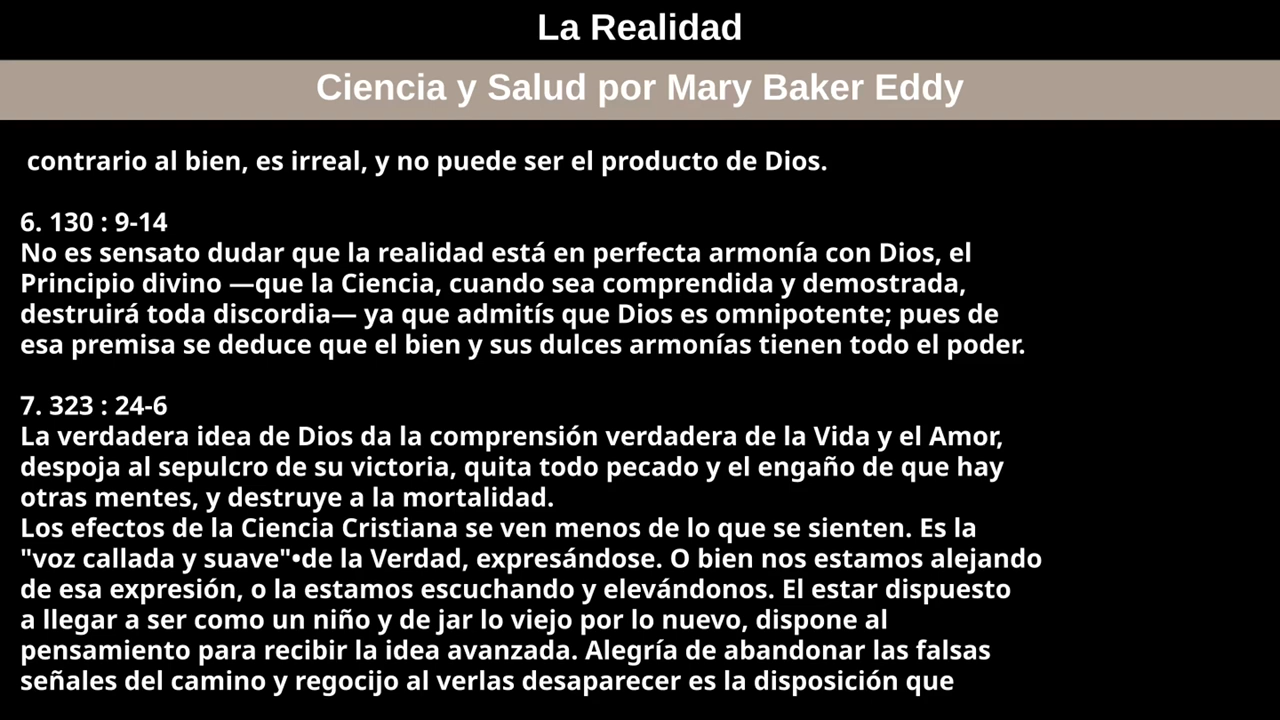 La Realidad
Ciencia y Salud por Mary Baker Eddy
contrario al bien, es irreal, y no puede ser el producto de Dios.
6. 130 : 9-14
No es sensato dudar que la realidad está en perfecta armonía con Dios, el
Principio divino —que la Ciencia, cuando sea comprendida y demostrada,
destruirá toda discordia— ya que admitís que Dios es omnipotente; pues de
esa premisa se deduce que el bien y sus dulces armonías tienen todo el poder.
7. 323 : 24-6
La verdadera idea de Dios da la comprensión verdadera de la Vida y el Amor,
despoja al sepulcro de su victoria, quita todo pecado y el engaño de que hay
otras mentes, y destruye a la mortalidad.
Los efectos de la Ciencia Cristiana se ven menos de lo que se sienten. Es la
"voz callada y suave"•de la Verdad, expresándose. O bien nos estamos alejando
de esa expresión, o la estamos escuchando y elevándonos. El estar dispuesto
a llegar a ser como un niño y de jar lo viejo por lo nuevo, dispone al
pensamiento para recibir la idea avanzada. Alegría de abandonar las falsas
señales del camino y regocijo al verlas desaparecer es la disposición que